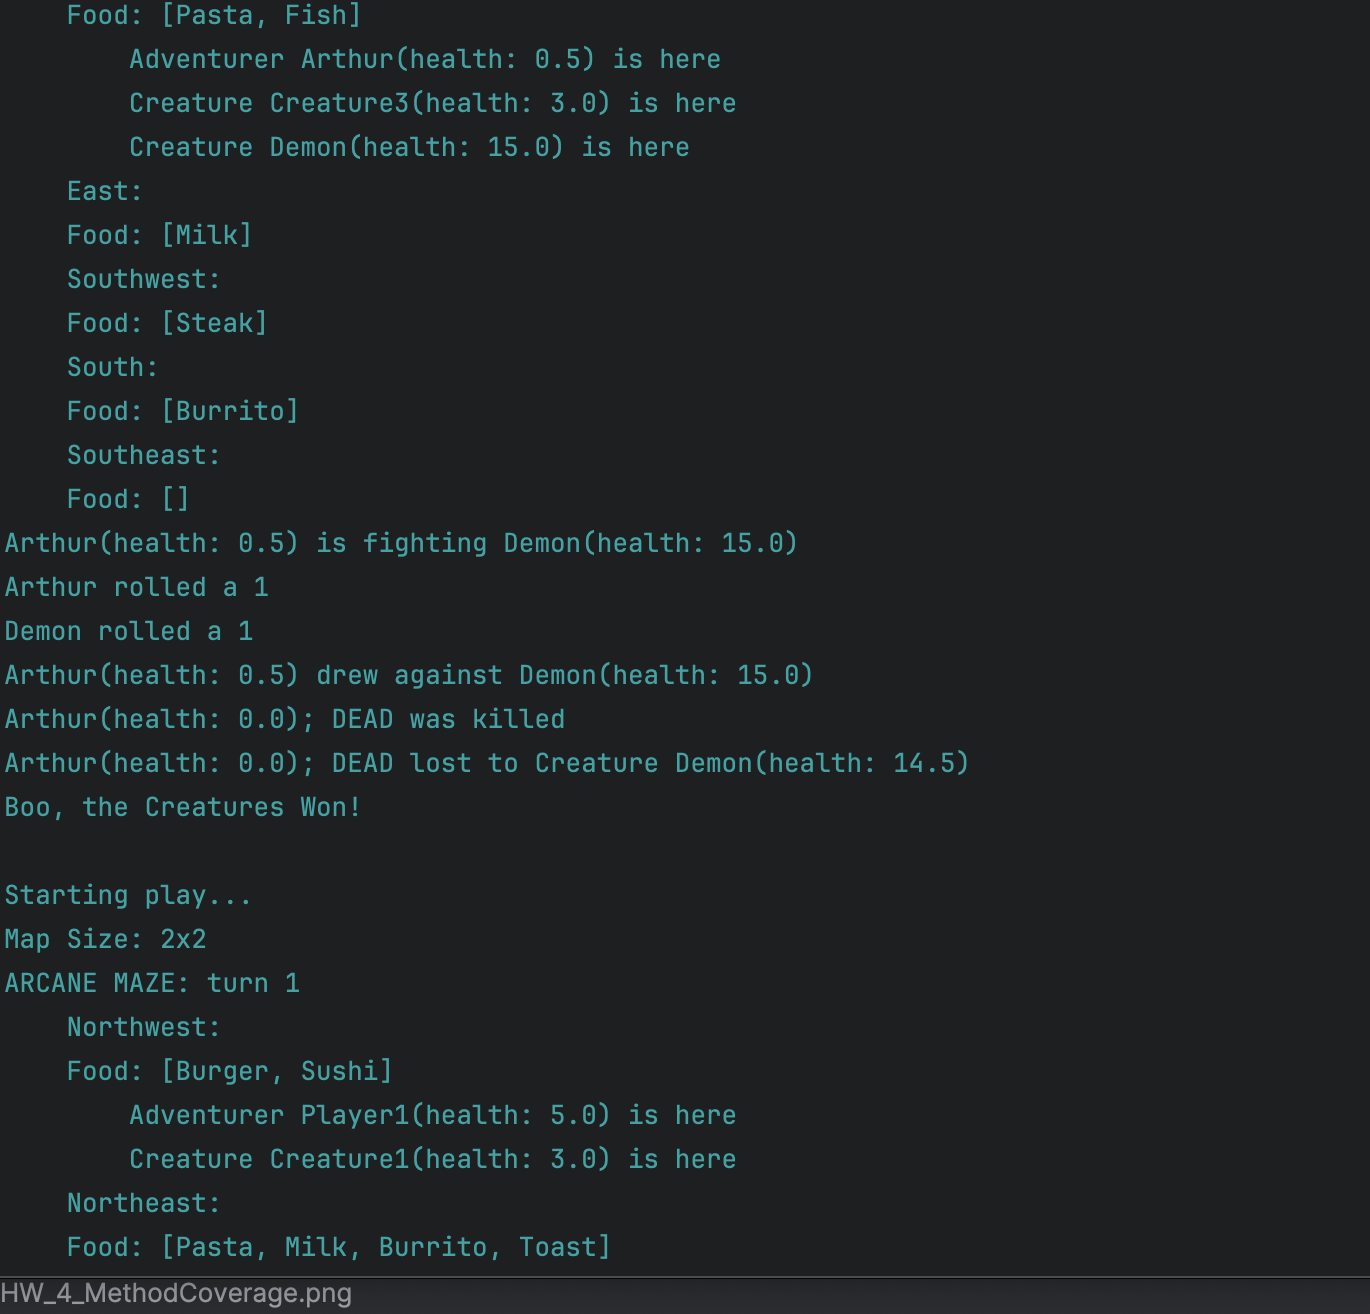 Food: [Pasta, Fish]
Adventurer Arthur(health: 0.5) is here
Creature Creature3(health: 3.0) is here
Creature Demon(health: 15.0) is here
East:
Food: [Milk]
Southwest:
Food: [Steak]
South:
Food: [Burrito]
Southeast:
Food: []
Arthur(health: 0.5) is fighting Demon(health: 15.0)
Arthur rolled a 1
Demon rolled a 1
Arthur(health: 0.5) drew against Demon(health: 15.0)
Arthur(health: 0.0); DEAD was killed
Arthur(health: 0.0); DEAD lost to Creature Demon(health: 14.5)
Boo, the Creatures Won!
Starting play...
Map Size: 2x2
ARCANE MAZE: turn 1
Northwest:
Food: [Burger, Sushi]
Adventurer Player1(health: 5.0) is here
Creature Creature1(health: 3.0) is here
Northeast:
Food: [Pasta, Milk, Burrito, Toast]
HW_4_MethodCoverage.png